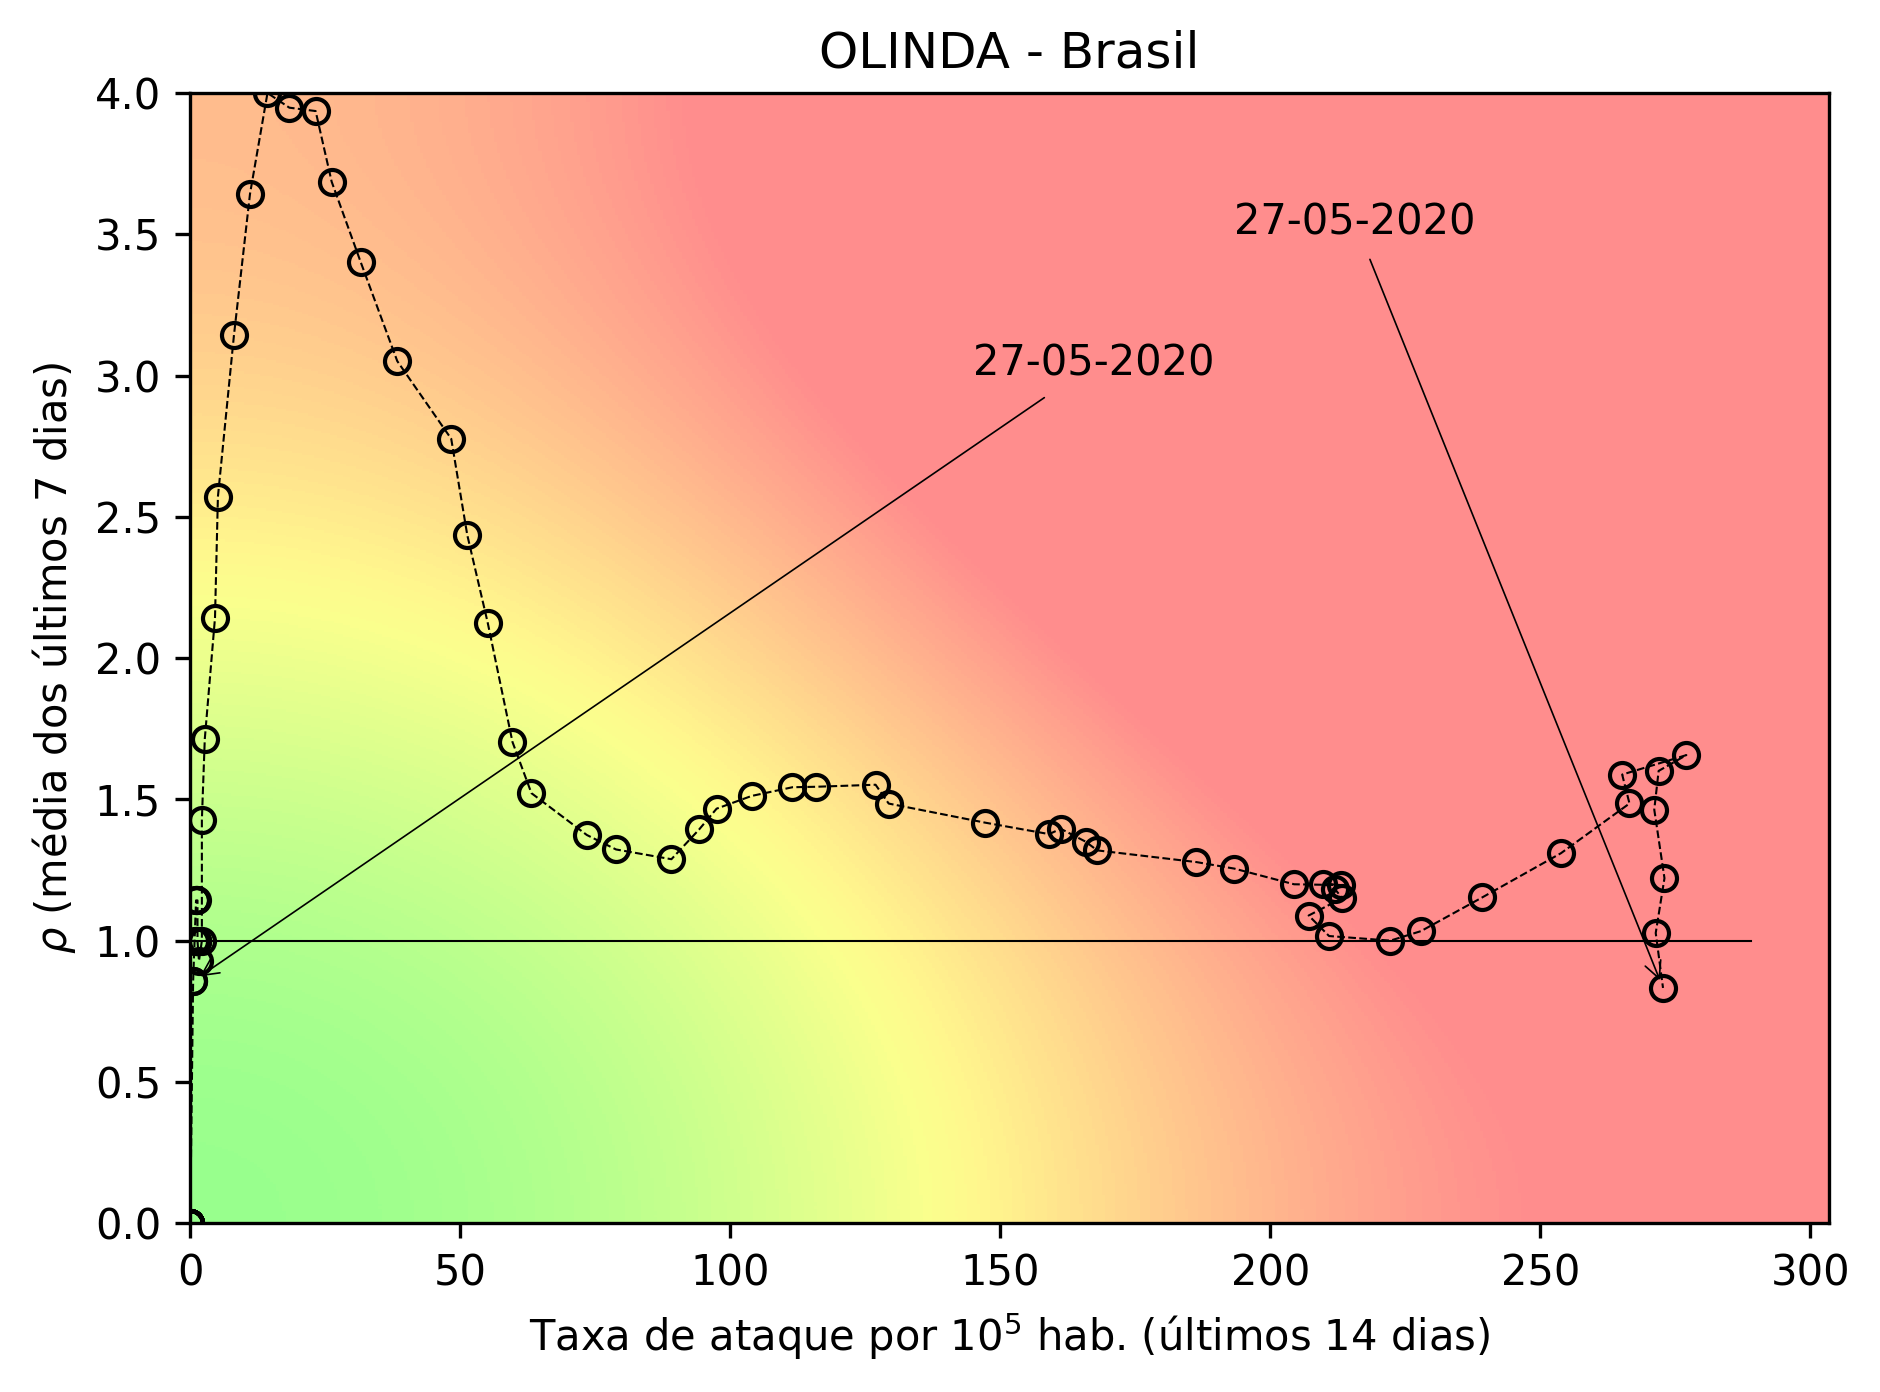 OLINDA - Brasil
4.0
3.5
3.0
2.5
2.0
1.5
1.0
0.5
0.0
ρ (média dos últimos 7 dias)
27-05-2020
27-05-2020
0 50 100 150 200 250 300
Taxa de ataque por 10⁵ hab. (últimos 14 dias)